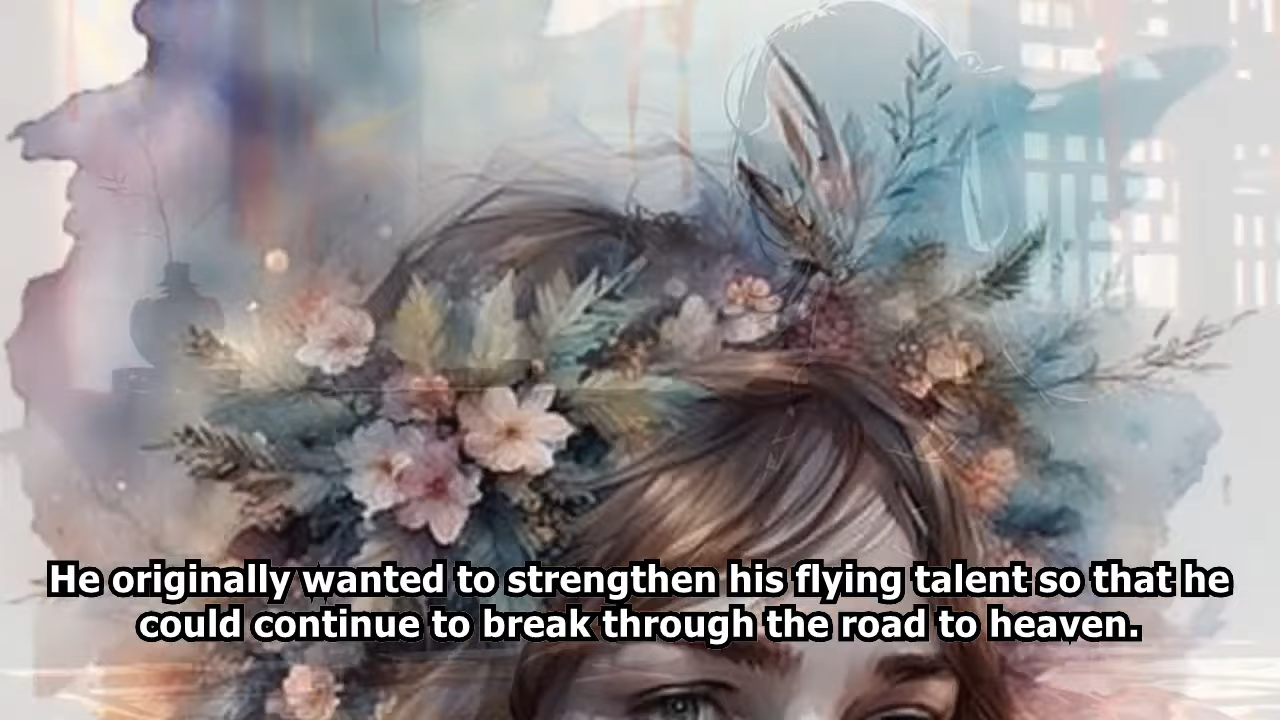 He originally wanted to strengthen his flying talent so that he
could continue to break through the road to heaven.